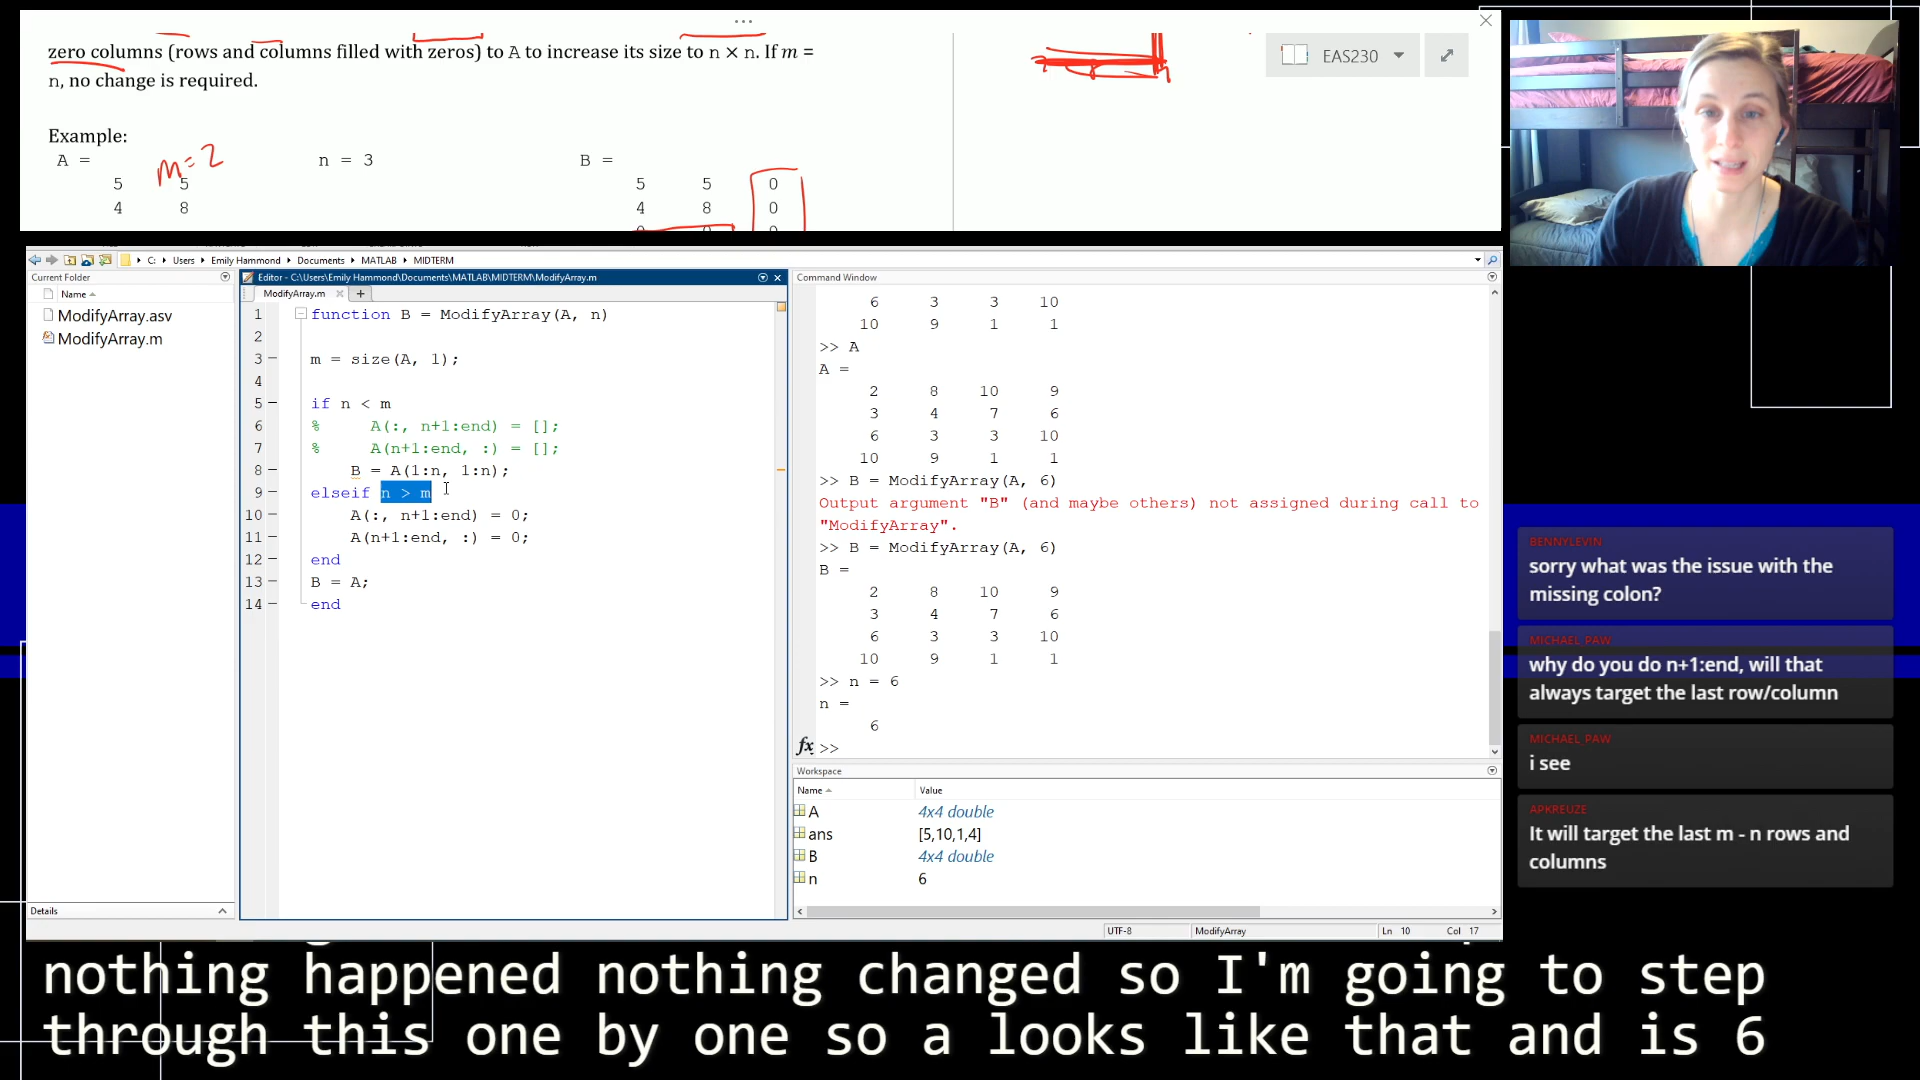 zero columns (rows and columns filled with zeros) to A to increase its size to n × n. If m =
n, no change is required.
EAS230
Example:
A =
m=2
n = 3
B =
5 5
4 8
5 5 0
4 8 0
C: Users Emily Hammond Documents MATLAB MIDTERM
Current Folder
Name
ModifyArray.asv
ModifyArray.m
Details
Editor - C:\Users\Emily Hammond\Documents\MATLAB\MIDTERM\ModifyArray.m
ModifyArray.m
1 function B = ModifyArray(A, n)
2
3 m = size(A, 1);
4
5 if n < m
6 % A(:, n+1:end) = [];
7 % A(n+1:end, :) = [];
8 B = A(1:n, 1:n);
9 elseif n > m
10 A(:, n+1:end) = 0;
11 A(n+1:end, :) = 0;
12 end
13 B = A;
14 end
Command Window
6 3 3 10
10 9 1 1
>> A
A =
2 8 10 9
3 4 7 6
6 3 3 10
10 9 1 1
>> B = ModifyArray(A, 6)
Output argument "B" (and maybe others) not assigned during call to
"ModifyArray".
>> B = ModifyArray(A, 6)
B =
2 8 10 9
3 4 7 6
6 3 3 10
10 9 1 1
>> n = 6
n =
6
fx >>
Workspace
Name Value
A 4x4 double
ans [5,10,1,4]
B 4x4 double
n 6
UTF-8 ModifyArray Ln 10 Col 17
BENNYLEVIN
sorry what was the issue with the
missing colon?
MICHAEL_PAW
why do you do n+1:end, will that
always target the last row/column
MICHAEL_PAW
i see
APKREUZE
It will target the last m - n rows and
columns
nothing happened nothing changed so I'm going to step
through this one by one so a looks like that and is 6